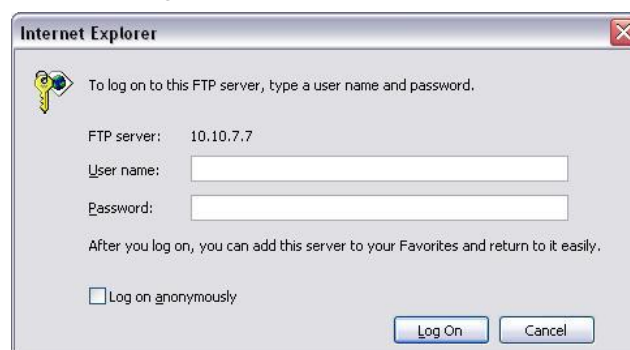 Internet Explorer
To log on to this FTP server, type a user name and password.
FTP server: 10.10.7.7
User name:
Password:
After you log on, you can add this server to your Favorites and return to it easily.
Log on anonymously
Log On Cancel